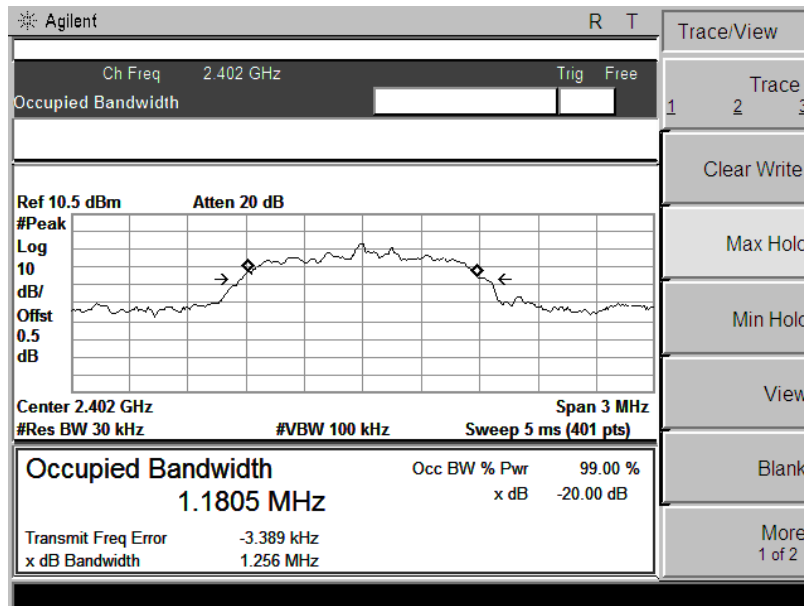 Agilent R T
Ch Freq 2.402 GHz Trig Free
Occupied Bandwidth
Ref 10.5 dBm Atten 20 dB
#Peak
Log
10
dB/
Offst
0.5
dB
Center 2.402 GHz Span 3 MHz
#Res BW 30 kHz #VBW 100 kHz Sweep 5 ms (401 pts)
Occupied Bandwidth Occ BW % Pwr 99.00 %
1.1805 MHz x dB -20.00 dB
Transmit Freq Error -3.389 kHz
x dB Bandwidth 1.256 MHz
Trace/View
Trace
1 2 3
Clear Write
Max Hold
Min Hold
View
Blank
More
1 of 2